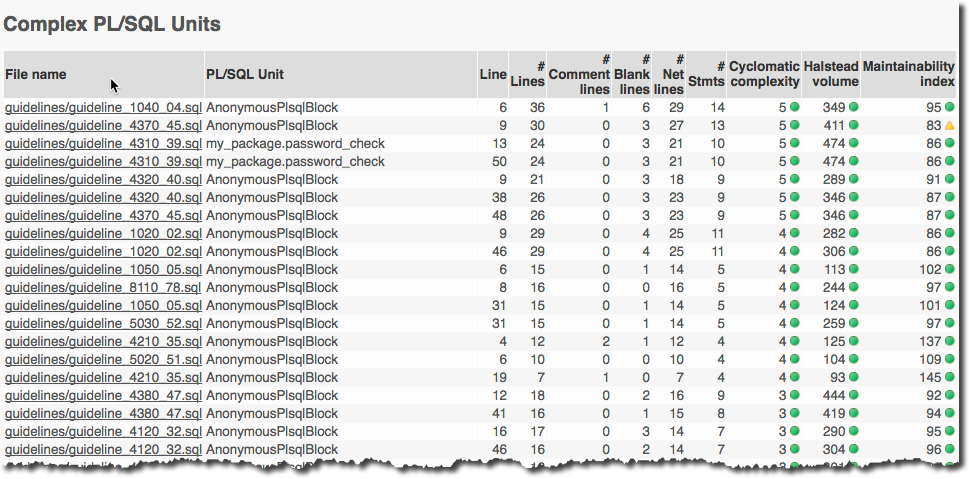 Complex PL/SQL Units
File name PL/SQL Unit Line # Lines # Comment lines # Blank lines # Net lines # Stmts Cyclomatic complexity Halstead volume Maintainability index
guidelines/guideline_1040_04.sql AnonymousPlsqlBlock 6 36 1 6 29 14 5 349 95
guidelines/guideline_4370_45.sql AnonymousPlsqlBlock 9 30 0 3 27 13 5 411 83
guidelines/guideline_4310_39.sql my_package.password_check 13 24 0 3 21 10 5 474 86
guidelines/guideline_4310_39.sql my_package.password_check 50 24 0 3 21 10 5 474 86
guidelines/guideline_4320_40.sql AnonymousPlsqlBlock 9 21 0 3 18 9 5 289 91
guidelines/guideline_4320_40.sql AnonymousPlsqlBlock 38 26 0 3 23 9 5 346 87
guidelines/guideline_4370_45.sql AnonymousPlsqlBlock 48 26 0 3 23 9 5 346 87
guidelines/guideline_1020_02.sql AnonymousPlsqlBlock 9 29 0 4 25 11 4 282 86
guidelines/guideline_1020_02.sql AnonymousPlsqlBlock 46 29 0 4 25 11 4 306 86
guidelines/guideline_1050_05.sql AnonymousPlsqlBlock 6 15 0 1 14 5 4 113 102
guidelines/guideline_8110_78.sql AnonymousPlsqlBlock 8 16 0 0 16 5 4 244 97
guidelines/guideline_1050_05.sql AnonymousPlsqlBlock 31 15 0 1 14 5 4 124 101
guidelines/guideline_5030_52.sql AnonymousPlsqlBlock 31 15 0 1 14 5 4 259 97
guidelines/guideline_4210_35.sql AnonymousPlsqlBlock 4 12 2 1 12 4 4 125 137
guidelines/guideline_5020_51.sql AnonymousPlsqlBlock 6 10 0 0 10 4 4 104 109
guidelines/guideline_4210_35.sql AnonymousPlsqlBlock 19 7 1 0 7 4 4 93 145
guidelines/guideline_4380_47.sql AnonymousPlsqlBlock 12 18 0 2 16 9 3 444 92
guidelines/guideline_4380_47.sql AnonymousPlsqlBlock 41 16 0 1 15 8 3 419 94
guidelines/guideline_4120_32.sql AnonymousPlsqlBlock 16 17 0 3 14 7 3 290 95
guidelines/guideline_4120_32.sql AnonymousPlsqlBlock 46 16 0 2 14 7 3 304 96